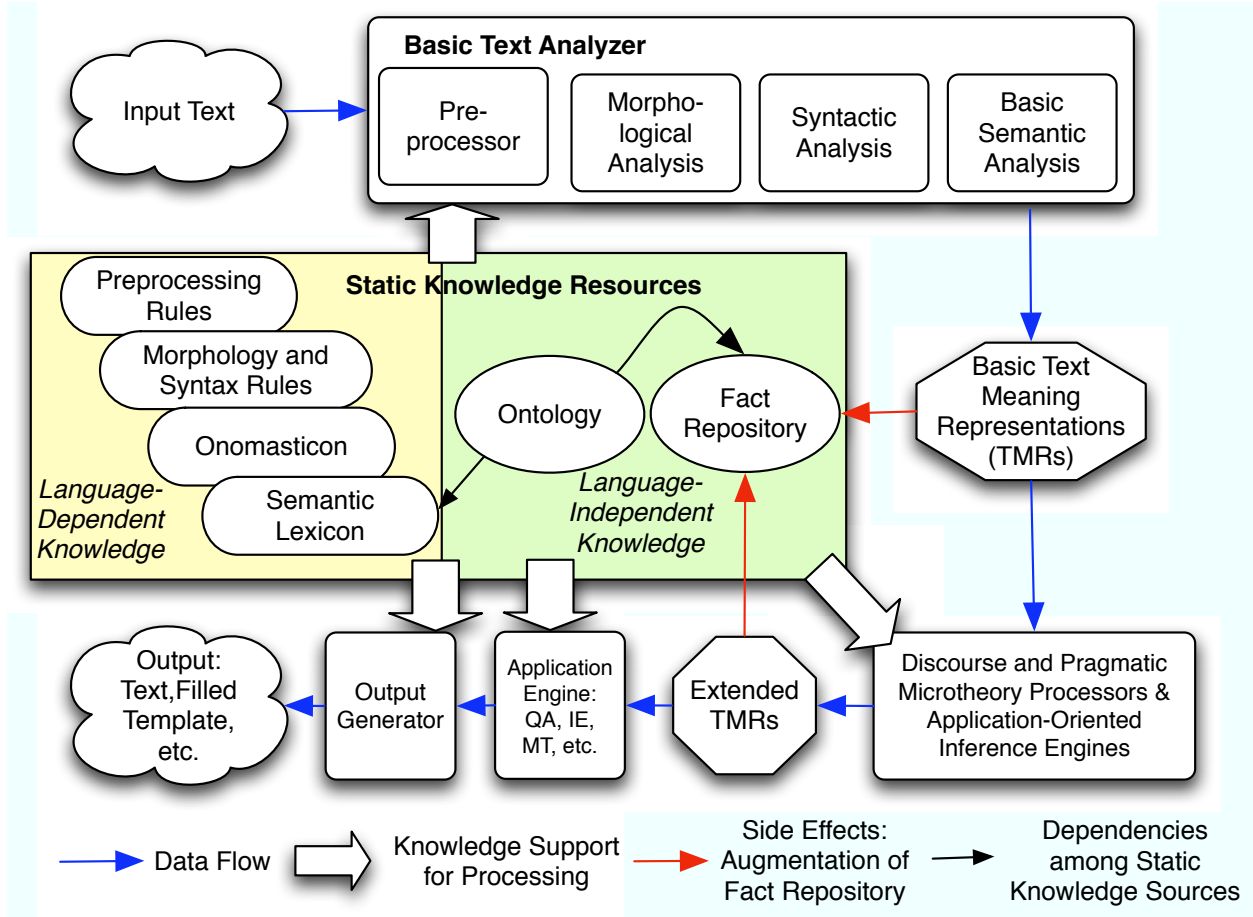 Basic Text Analyzer
Input Text
Pre-
processor
Morpho-
logical
Analysis
Syntactic
Analysis
Basic
Semantic
Analysis
Static Knowledge Resources
Preprocessing
Rules
Morphology and
Syntax Rules
Onomasticon
Semantic
Lexicon
Language-
Dependent
Knowledge
Ontology
Fact
Repository
Language-
Independent
Knowledge
Basic Text
Meaning
Representations
(TMRs)
Output:
Text,Filled
Template,
etc.
Output
Generator
Application
Engine:
QA, IE,
MT, etc.
Extended
TMRs
Discourse and Pragmatic
Microtheory Processors &
Application-Oriented
Inference Engines
Data Flow
Knowledge Support
for Processing
Side Effects:
Augmentation of
Fact Repository
Dependencies
among Static
Knowledge Sources